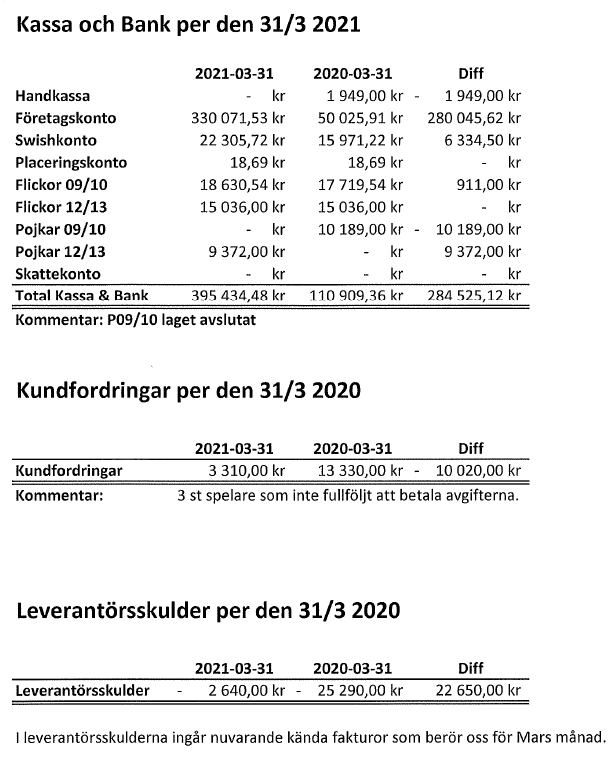 Kassa och Bank per den 31/3 2021
2021-03-31 2020-03-31 Diff
Handkassa - kr 1 949,00 kr - 1 949,00 kr
Företagskonto 330 071,53 kr 50 025,91 kr 280 045,62 kr
Swishkonto 22 305,72 kr 15 971,22 kr 6 334,50 kr
Placeringskonto 18,69 kr 18,69 kr - kr
Flickor 09/10 18 630,54 kr 17 719,54 kr 911,00 kr
Flickor 12/13 15 036,00 kr 15 036,00 kr - kr
Pojkar 09/10 - kr 10 189,00 kr - 10 189,00 kr
Pojkar 12/13 9 372,00 kr - kr 9 372,00 kr
Skattekonto - kr - kr - kr
Total Kassa & Bank 395 434,48 kr 110 909,36 kr 284 525,12 kr
Kommentar: P09/10 laget avslutat
Kundfordringar per den 31/3 2020
2021-03-31 2020-03-31 Diff
Kundfordringar 3 310,00 kr 13 330,00 kr - 10 020,00 kr
Kommentar: 3 st spelare som inte fullföljt att betala avgifterna.
Leverantörsskulder per den 31/3 2020
2021-03-31 2020-03-31 Diff
Leverantörsskulder - 2 640,00 kr - 25 290,00 kr 22 650,00 kr
I leverantörsskulderna ingår nuvarande kända fakturor som berör oss för Mars månad.